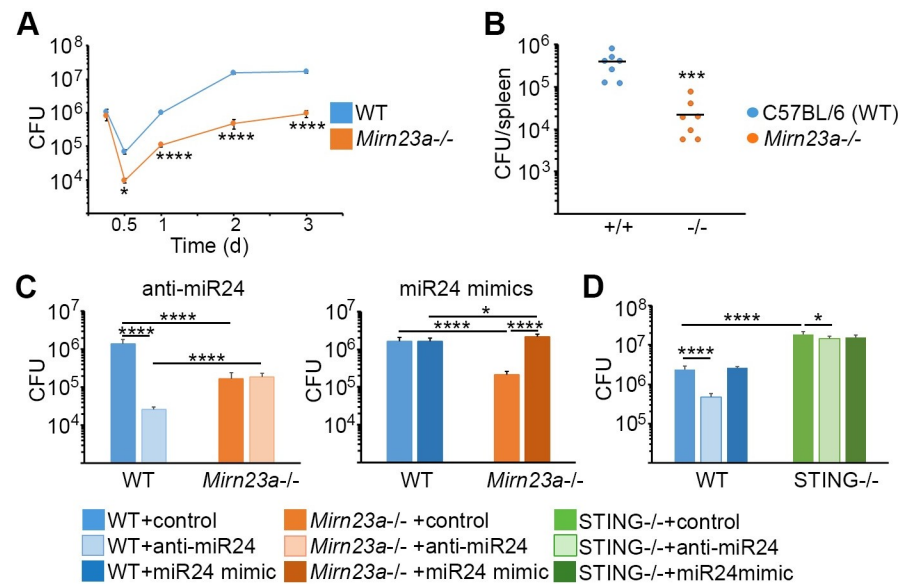 A
10⁸
10⁷
10⁶
10⁵
10⁴
CFU
0.5 1 2 3
Time (d)
* **** **** ****
WT
Mirn23a-/-
B
10⁶
10⁵
10⁴
10³
CFU/spleen
***
+/+ -/-
C57BL/6 (WT)
Mirn23a-/-
C
anti-miR24
10⁷
10⁶
10⁵
10⁴
CFU
****
****
****
WT Mirn23a-/-
miR24 mimics
10⁷
10⁶
10⁵
10⁴
CFU
*
**** ****
WT Mirn23a-/-
D
10⁸
10⁷
10⁶
10⁵
CFU
**** *
****
WT STING-/-
WT+control
WT+anti-miR24
WT+miR24 mimic
Mirn23a-/- +control
Mirn23a-/- +anti-miR24
Mirn23a-/- +miR24 mimic
STING-/-+control
STING-/-+anti-miR24
STING-/-+miR24mimic